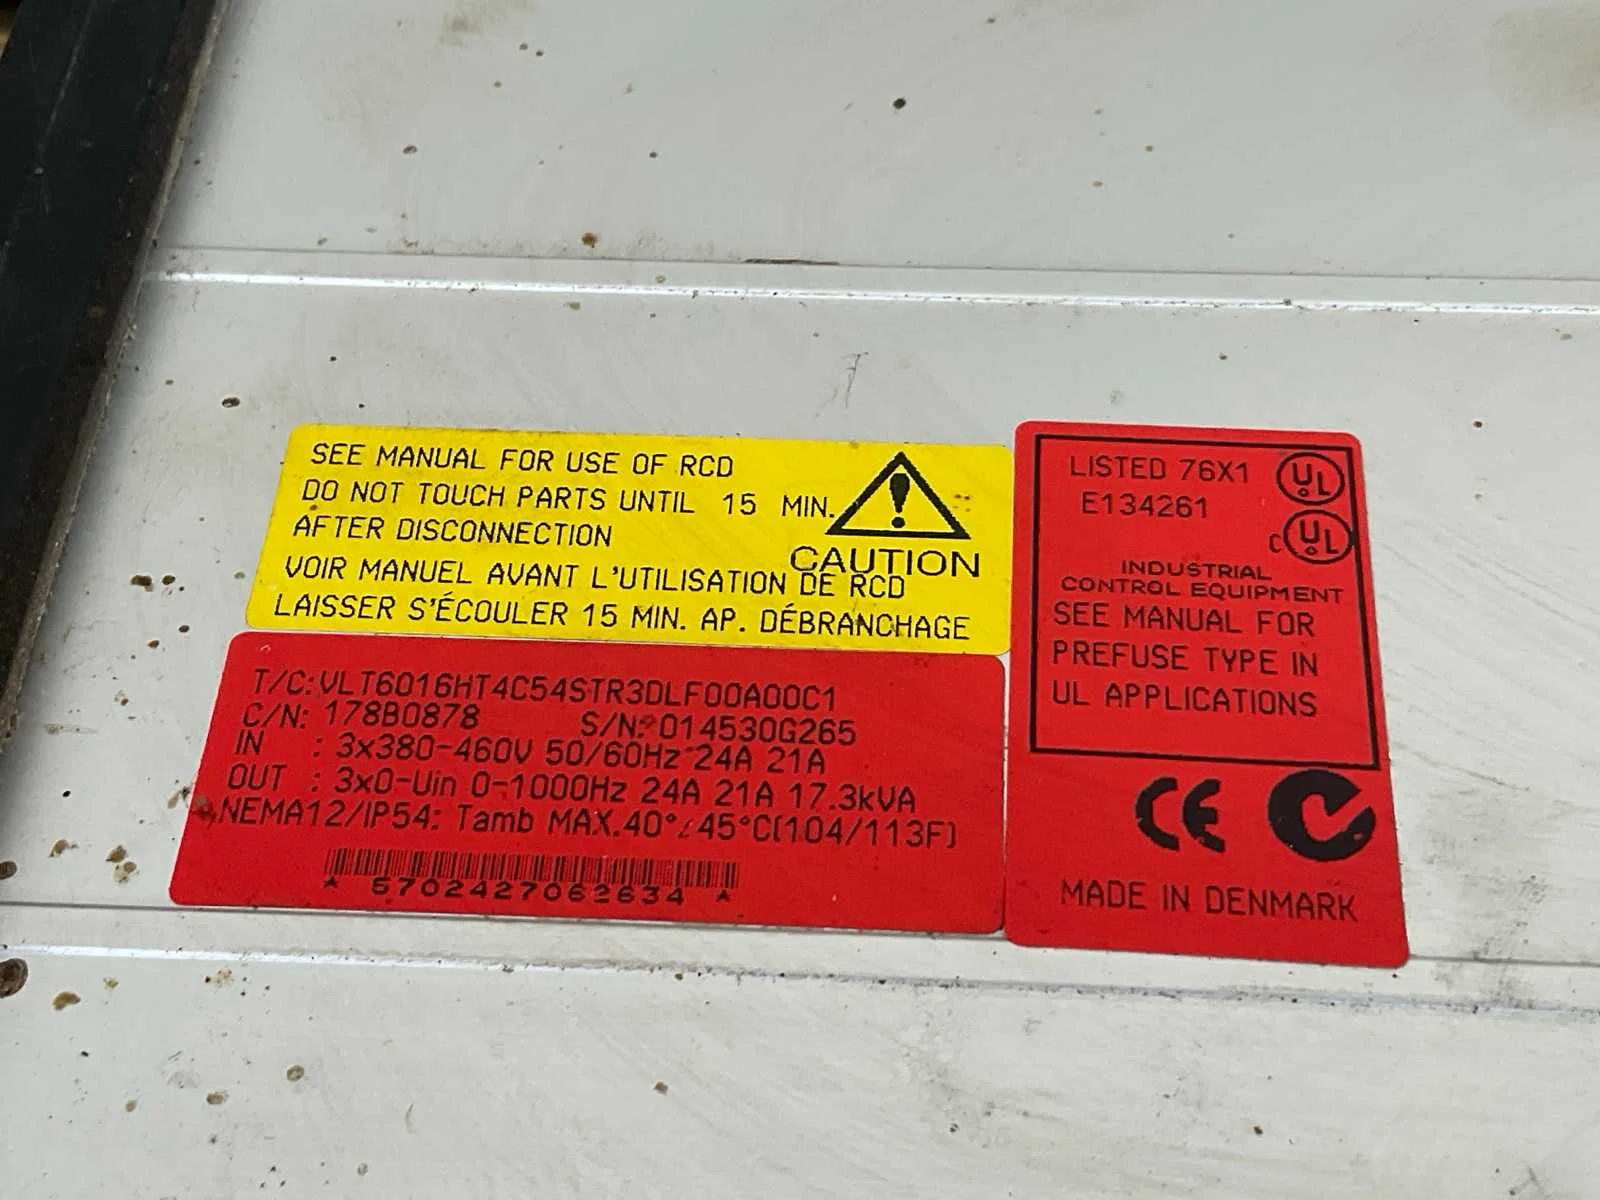 SEE MANUAL FOR USE OF RCD
DO NOT TOUCH PARTS UNTIL 15 MIN.
AFTER DISCONNECTION
CAUTION
VOIR MANUEL AVANT L'UTILISATION DE RCD
LAISSER S'ÉCOULER 15 MIN. AP. DÉBRANCHAGE
T/C: VLT6016HT4C54STR3DLF00A00C1
C/N: 178B0878 S/N: 014530G265
IN : 3x380-460V 50/60Hz 24A 21A
OUT : 3x0-Uin 0-1000Hz 24A 21A 17.3kVA
NEMA12/IP54: Tamb MAX.40°/45°C(104/113F)
* 5702427062634 *
LISTED 76X1 UL
E134261
C UL
INDUSTRIAL
CONTROL EQUIPMENT
SEE MANUAL FOR
PREFUSE TYPE IN
UL APPLICATIONS
CE
MADE IN DENMARK